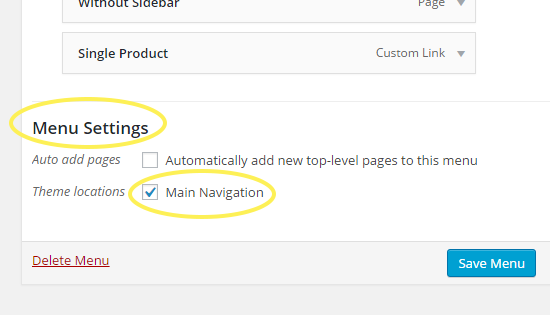 Without Sidebar Page
Single Product Custom Link
Menu Settings
Auto add pages Automatically add new top-level pages to this menu
Theme locations Main Navigation
Delete Menu Save Menu